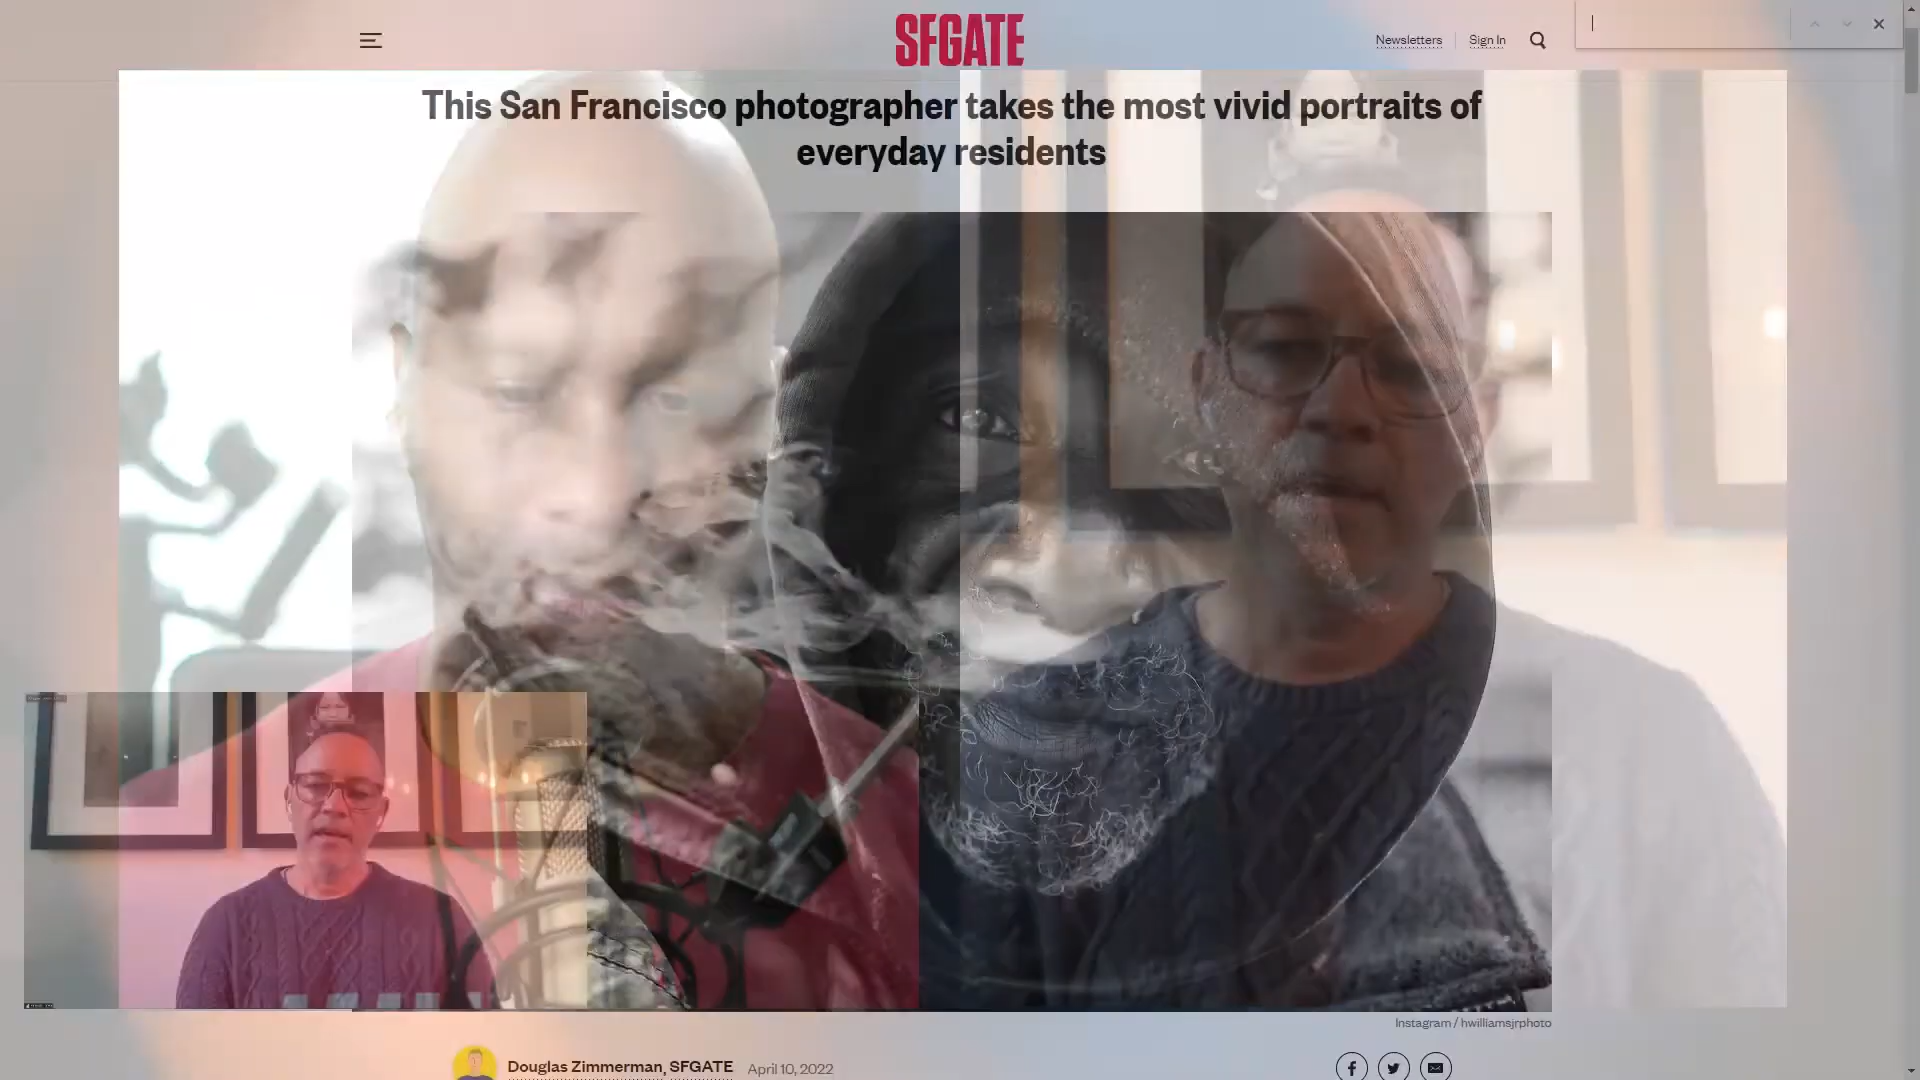 SFGATE
Newsletters
Sign In
This San Francisco photographer takes the most vivid portraits of
everyday residents
Instagram / hwilliamsjrphoto
Douglas Zimmerman, SFGATE
April 10, 2022